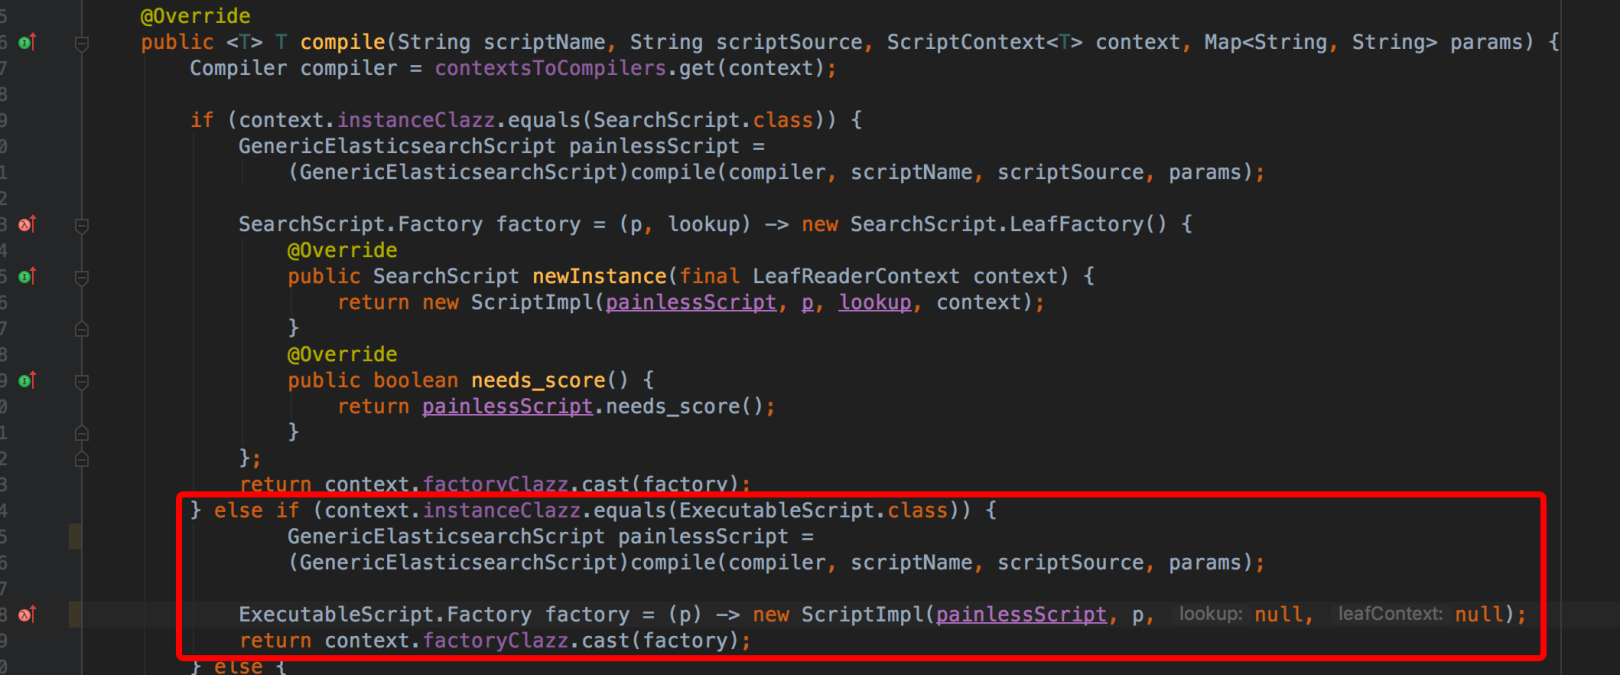 5 @Override
6 public <T> T compile(String scriptName, String scriptSource, ScriptContext<T> context, Map<String, String> params) {
7 Compiler compiler = contextsToCompilers.get(context);
8
9 if (context.instanceClazz.equals(SearchScript.class)) {
0 GenericElasticsearchScript painlessScript =
1 (GenericElasticsearchScript)compile(compiler, scriptName, scriptSource, params);
2
3 SearchScript.Factory factory = (p, lookup) -> new SearchScript.LeafFactory() {
4 @Override
5 public SearchScript newInstance(final LeafReaderContext context) {
6 return new ScriptImpl(painlessScript, p, lookup, context);
7 }
8 @Override
9 public boolean needs_score() {
0 return painlessScript.needs_score();
1 }
2 };
3 return context.factoryClazz.cast(factory);
4 } else if (context.instanceClazz.equals(ExecutableScript.class)) {
5 GenericElasticsearchScript painlessScript =
6 (GenericElasticsearchScript)compile(compiler, scriptName, scriptSource, params);
7
8 ExecutableScript.Factory factory = (p) -> new ScriptImpl(painlessScript, p, lookup: null, leafContext: null);
9 return context.factoryClazz.cast(factory);
0 } else {